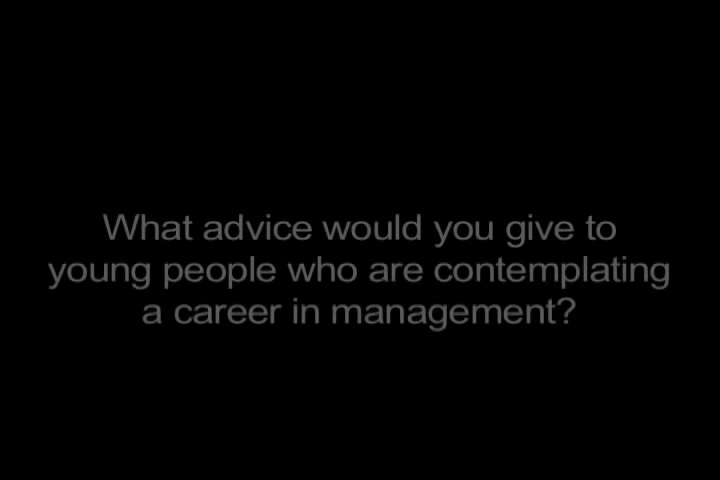 What advice would you give to
young people who are contemplating
a career in management?